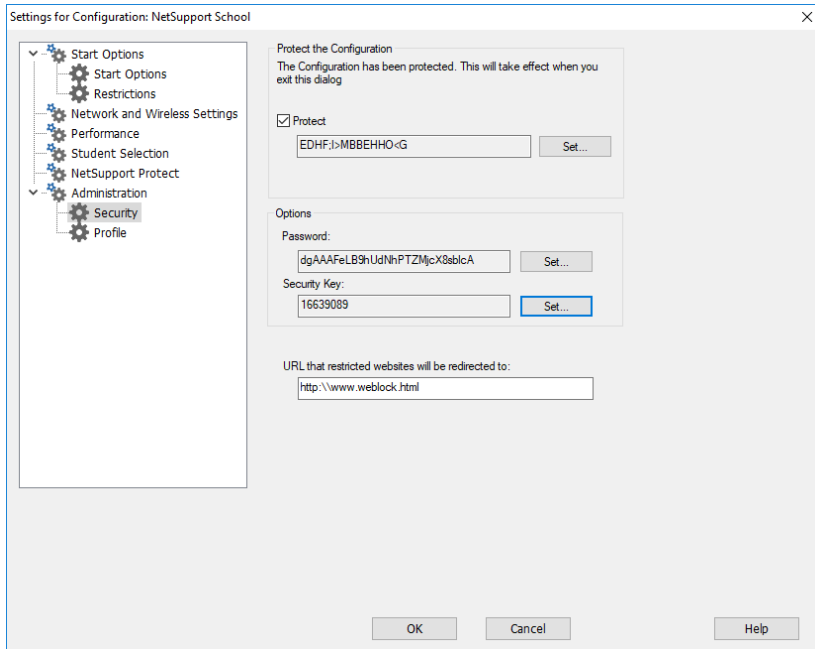 Settings for Configuration: NetSupport School
Start Options
Start Options
Restrictions
Network and Wireless Settings
Performance
Student Selection
NetSupport Protect
Administration
Security
Profile
Protect the Configuration
The Configuration has been protected. This will take effect when you
exit this dialog
Protect
EDHF;I>MBBEHHO<G
Set...
Options
Password:
dgAAAFeLB9hUdNhPTZMjcX8sblcA
Set...
Security Key:
16639089
Set...
URL that restricted websites will be redirected to:
http:\\www.weblock.html
OK
Cancel
Help